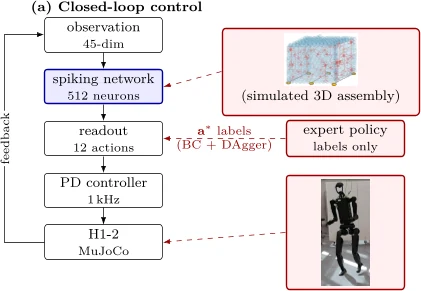 (a) Closed-loop control
observation
45-dim
spiking network
512 neurons
(simulated 3D assembly)
readout
12 actions
a* labels
(BC + DAgger)
expert policy
labels only
feedback
PD controller
1 kHz
H1-2
MuJoCo